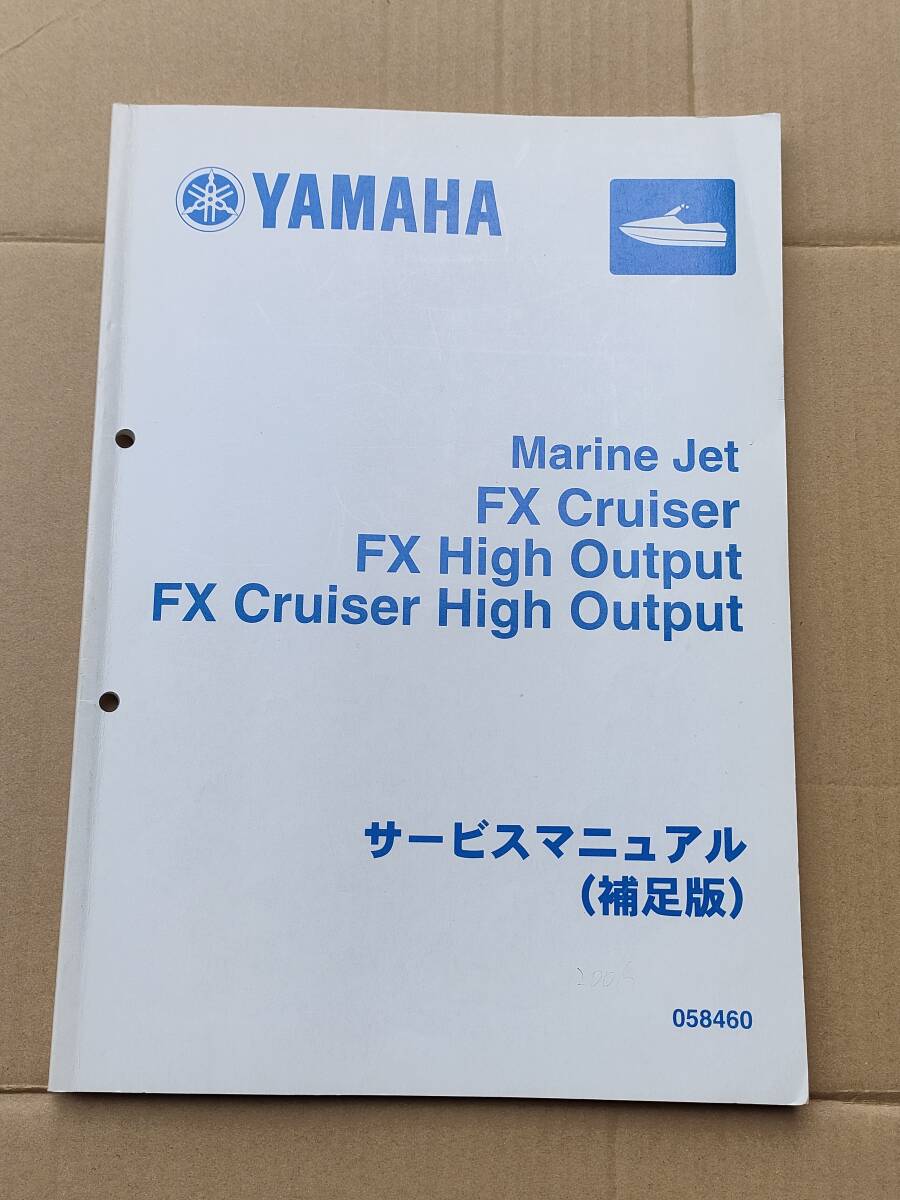 YAMAHA
Marine Jet
FX Cruiser
FX High Output
FX Cruiser High Output
サービスマニュアル
（補足版）
2006
058460